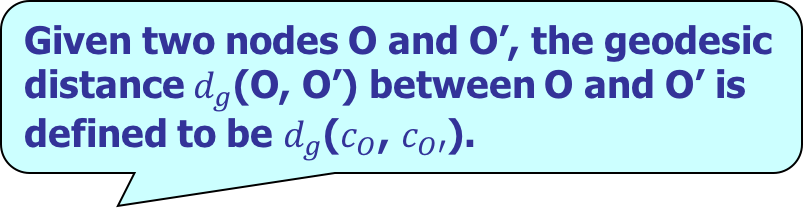 Given two nodes O and O’, the geodesic
distance d_g(O, O’) between O and O’ is
defined to be d_g(c_O, c_O′).